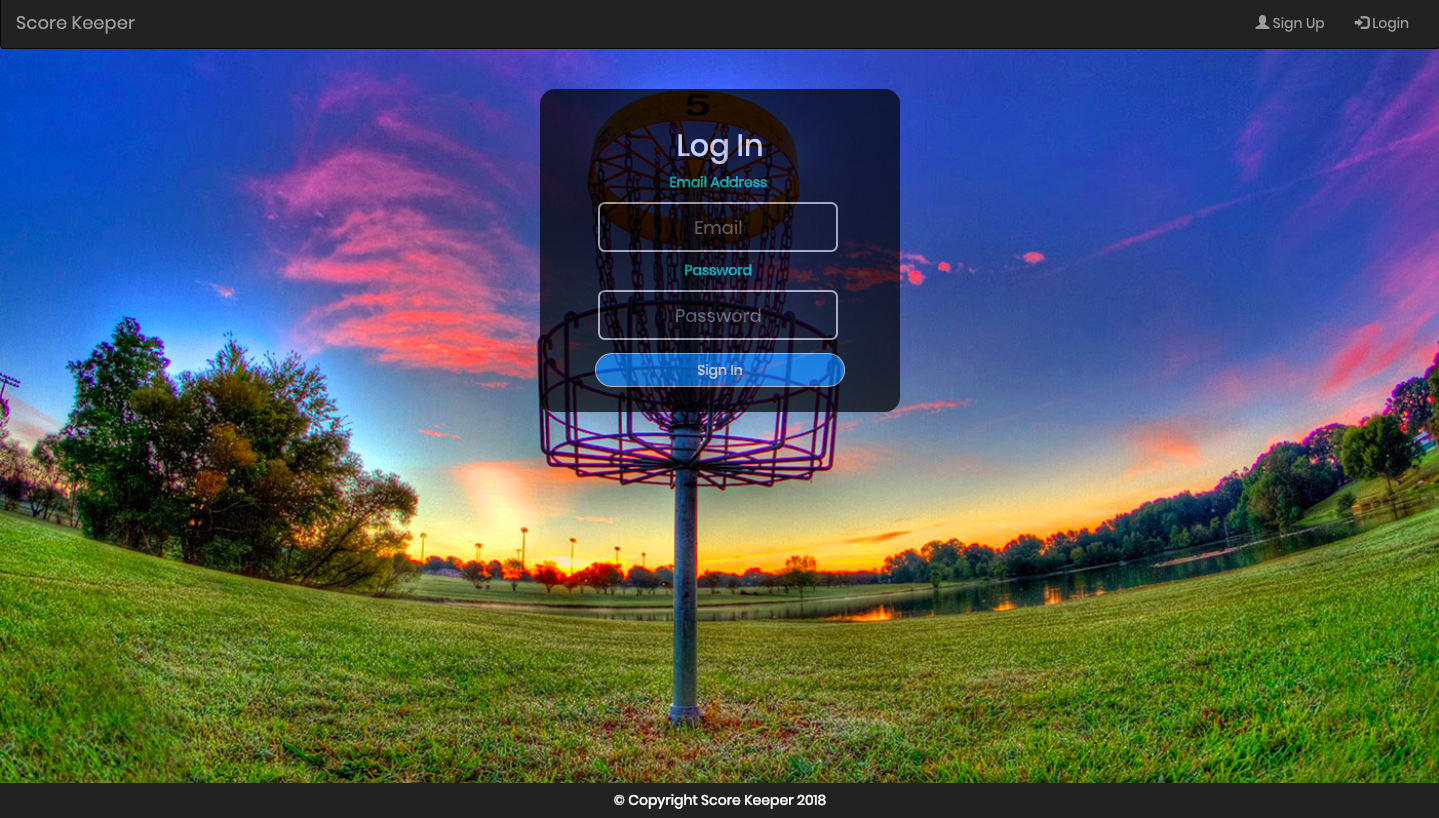 Score Keeper
Sign Up
Login
5
Log In
Email Address
Email
Password
Password
Sign In
© Copyright Score Keeper 2018